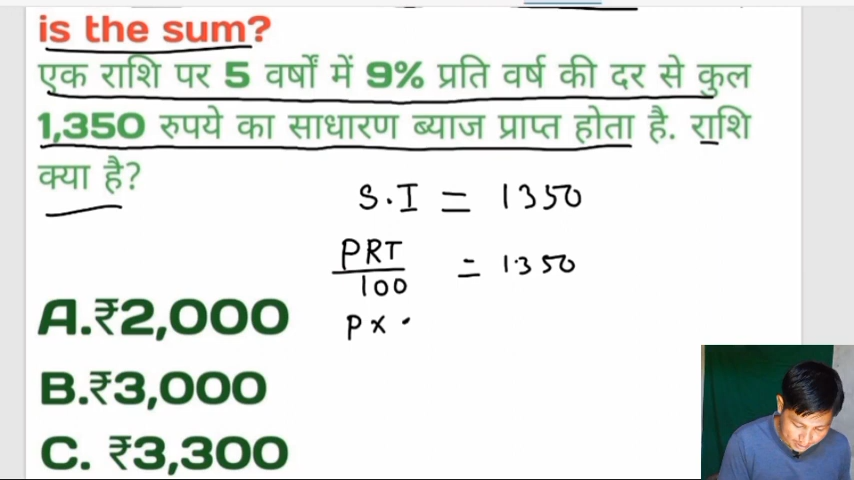 is the sum?
एक राशि पर 5 वर्षों में 9% प्रति वर्ष की दर से कुल
1,350 रुपये का साधारण ब्याज प्राप्त होता है. राशि
क्या है?
S.I = 1350
PRT
100
= 1350
P x
A.₹2,000
B.₹3,000
C. ₹3,300